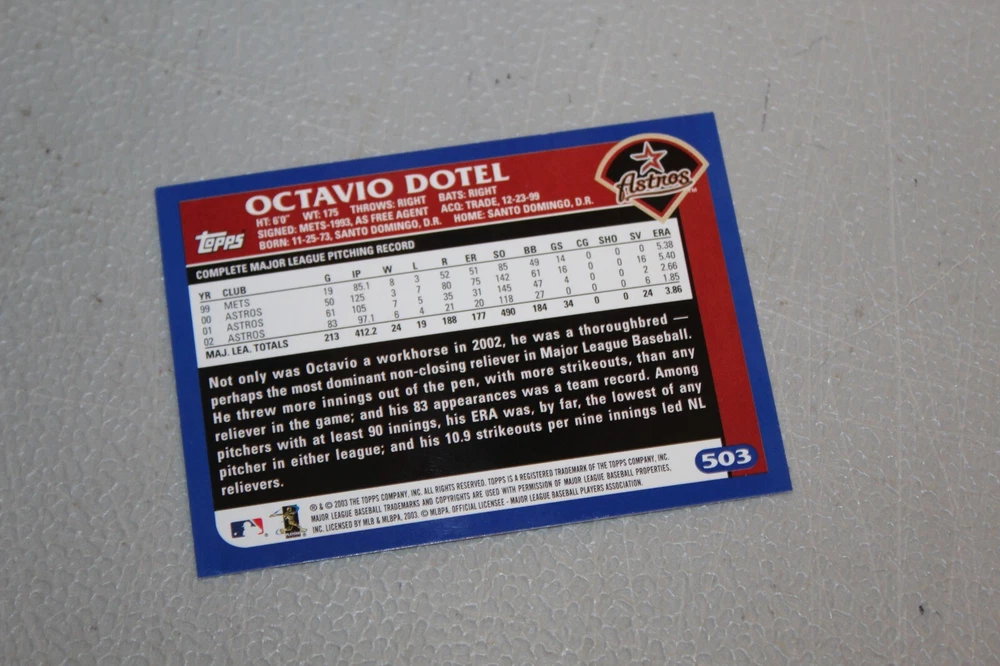 OCTAVIO DOTEL
HT: 6'0" WT: 175 THROWS: RIGHT BATS: RIGHT
SIGNED: METS-1993, AS FREE AGENT ACQ: TRADE, 12-23-99
BORN: 11-25-73, SANTO DOMINGO, D.R. HOME: SANTO DOMINGO, D.R.
Topps
Astros
COMPLETE MAJOR LEAGUE PITCHING RECORD
YR CLUB G IP W L R ER SO BB GS CG SHO SV ERA
99 METS 19 85.1 8 3 52 51 85 49 14 0 0 0 5.38
00 ASTROS 50 125 3 7 80 75 142 61 16 0 0 16 5.40
01 ASTROS 61 105 7 5 35 31 145 47 4 0 0 2 2.66
02 ASTROS 83 97.1 6 4 21 20 118 27 0 0 0 6 1.85
MAJ. LEA. TOTALS 213 412.2 24 19 188 177 490 184 34 0 0 24 3.86
Not only was Octavio a workhorse in 2002, he was a thoroughbred —
perhaps the most dominant non-closing reliever in Major League Baseball.
He threw more innings out of the pen, with more strikeouts, than any
reliever in the game; and his 83 appearances was a team record. Among
pitchers with at least 90 innings, his ERA was, by far, the lowest of any
pitcher in either league; and his 10.9 strikeouts per nine innings led NL
relievers.
503
® & © 2003 THE TOPPS COMPANY, INC. ALL RIGHTS RESERVED. TOPPS IS A REGISTERED TRADEMARK OF THE TOPPS COMPANY, INC.
MAJOR LEAGUE BASEBALL TRADEMARKS AND COPYRIGHTS ARE USED WITH PERMISSION OF MAJOR LEAGUE BASEBALL PROPERTIES,
INC. LICENSED BY MLB & MLBPA, 2003. © MLBPA, OFFICIAL LICENSEE - MAJOR LEAGUE BASEBALL PLAYERS ASSOCIATION.